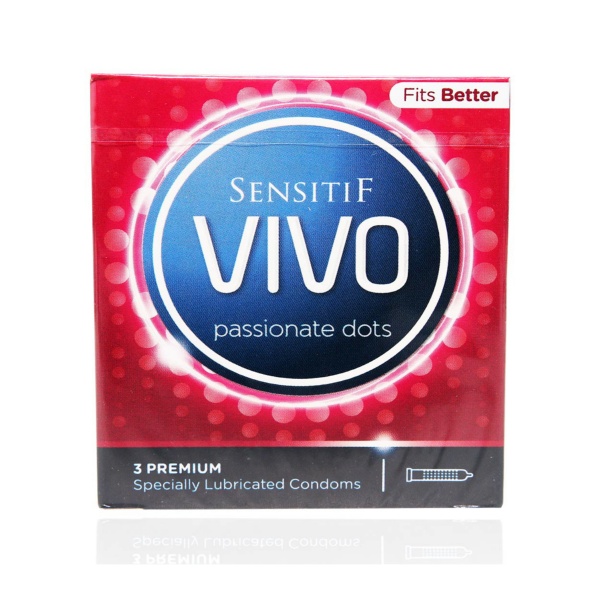 Fits Better
SENSITIF
VIVO
passionate dots
3 PREMIUM
Specially Lubricated Condoms